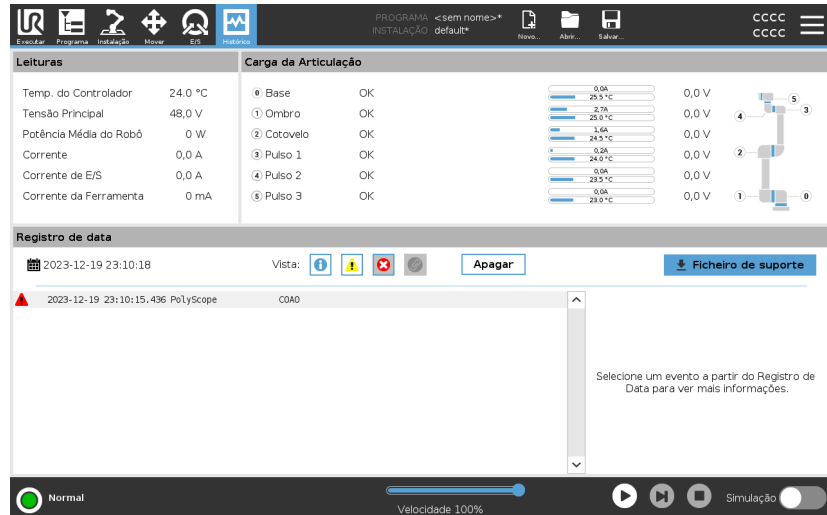 UR
Executar
Programa
Instalação
Mover
E/S
Histórico
PROGRAMA <sem nome>*
INSTALAÇÃO default*
Novo...
Abrir...
Salvar...
CCCC
CCCC
Leituras
Temp. do Controlador 24.0 °C
Tensão Principal 48,0 V
Potência Média do Robô 0 W
Corrente 0,0 A
Corrente de E/S 0,0 A
Corrente da Ferramenta 0 mA
Carga da Articulação
0 Base OK 0,0A 25.5 °C 0,0 V
1 Ombro OK 2,7A 25.0 °C 0,0 V
2 Cotovelo OK 1,6A 24.5 °C 0,0 V
3 Pulso 1 OK 0,2A 24.0 °C 0,0 V
4 Pulso 2 OK 0,0A 23.5 °C 0,0 V
5 Pulso 3 OK 0,0A 23.0 °C 0,0 V
5
4
3
2
1
0
Registro de data
2023-12-19 23:10:18
Vista:
Apagar
Ficheiro de suporte
2023-12-19 23:10:15.436 PolyScope C0A0
Selecione um evento a partir do Registro de
Data para ver mais informações.
Normal
Velocidade 100%
Simulação